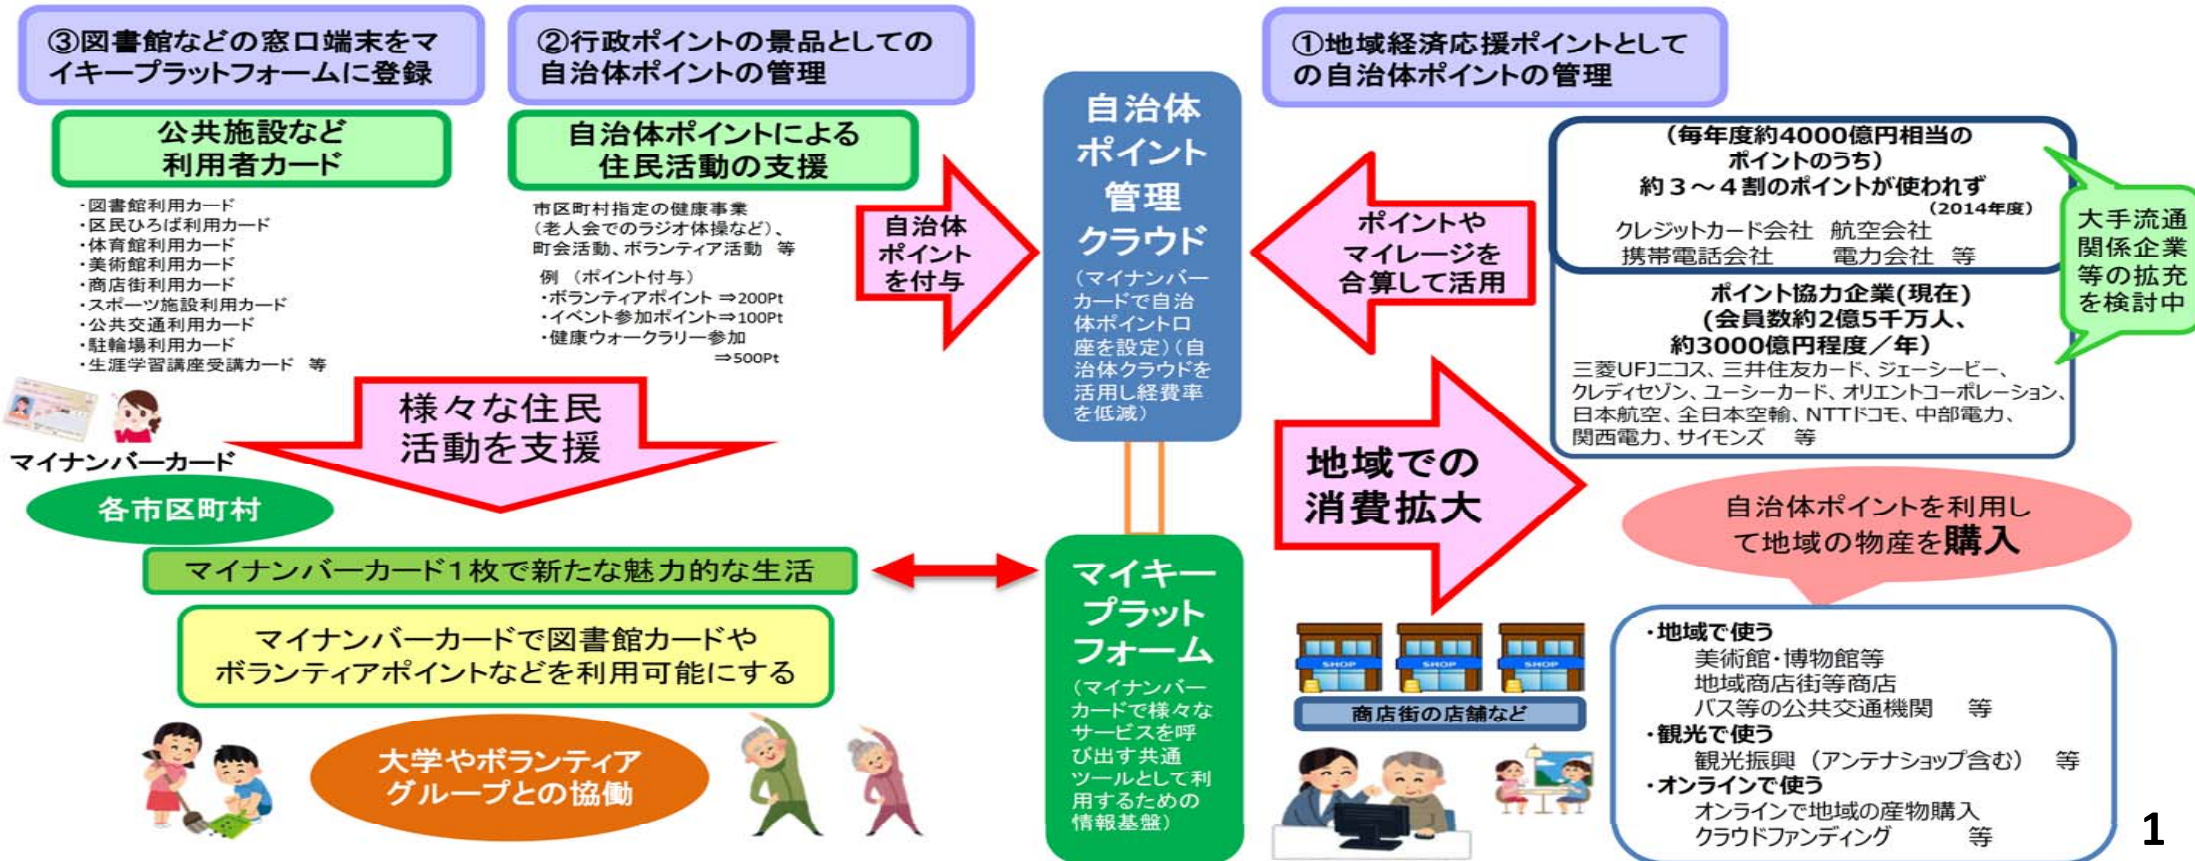 ③図書館などの窓口端末をマ
イキープラットフォームに登録
公共施設など
利用者カード
・図書館利用カード
・区民ひろば利用カード
・体育館利用カード
・美術館利用カード
・商店街利用カード
・スポーツ施設利用カード
・公共交通利用カード
・駐輪場利用カード
・生涯学習講座受講カード 等
マイナンバーカード
各市区町村
②行政ポイントの景品としての
自治体ポイントの管理
自治体ポイントによる
住民活動の支援
市区町村指定の健康事業
(老人会でのラジオ体操など)、
町会活動、ボランティア活動 等
例 (ポイント付与)
・ボランティアポイント ⇒200Pt
・イベント参加ポイント⇒100Pt
・健康ウォークラリー参加
⇒500Pt
自治体
ポイント
を付与
様々な住民
活動を支援
マイナンバーカード1枚で新たな魅力的な生活
マイナンバーカードで図書館カードや
ボランティアポイントなどを利用可能にする
大学やボランティア
グループとの協働
自治体
ポイント
管理
クラウド
(マイナンバー
カードで自治
体ポイント口
座を設定)(自
治体クラウドを
活用し経費率
を低減)
マイキー
プラット
フォーム
(マイナンバー
カードで様々な
サービスを呼
び出す共通
ツールとして利
用するための
情報基盤)
①地域経済応援ポイントとして
の自治体ポイントの管理
ポイントや
マイレージを
合算して活用
(毎年度約4000億円相当の
ポイントのうち)
約3～4割のポイントが使われず
(2014年度)
クレジットカード会社 航空会社
携帯電話会社 電力会社 等
ポイント協力企業(現在)
(会員数約2億5千万人、
約3000億円程度／年)
三菱UFJニコス、三井住友カード、ジェーシービー、
クレディセゾン、ユーシーカード、オリエントコーポレーション、
日本航空、全日本空輸、NTTドコモ、中部電力、
関西電力、サイモンズ 等
大手流通
関係企業
等の拡充
を検討中
地域での
消費拡大
自治体ポイントを利用し
て地域の物産を購入
SHOP
SHOP
SHOP
商店街の店舗など
・地域で使う
美術館・博物館等
地域商店街等商店
バス等の公共交通機関 等
・観光で使う
観光振興（アンテナショップ含む） 等
・オンラインで使う
オンラインで地域の産物購入
クラウドファンディング 等
1